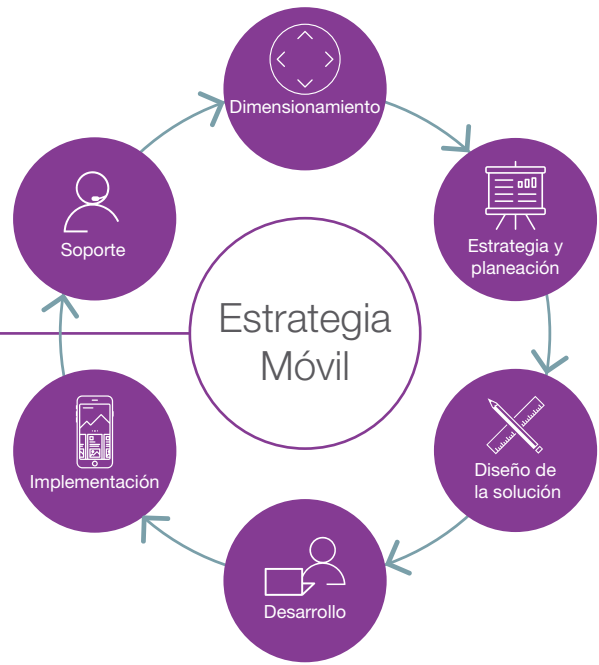 Dimensionamiento
Estrategia y
planeación
Diseño de
la solución
Desarrollo
Implementación
Soporte
Estrategia
Móvil